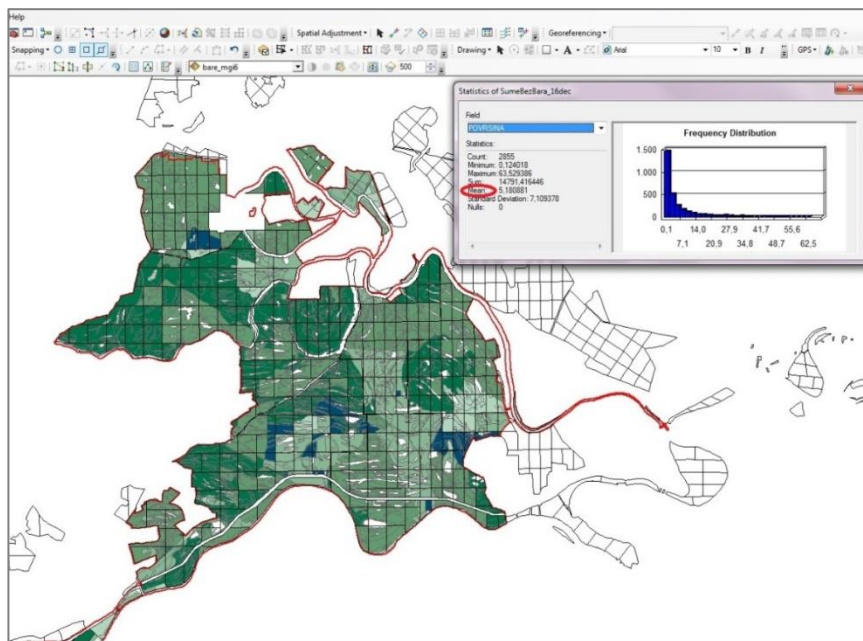 Help
Spatial Adjustment
Georeferencing
Snapping
Drawing
Arial
10
B I
GPS
bare_mgi6
500
Statistics of SumeBezBara_16dec
Field
POVRSINA
Statistics:
Count: 2855
Minimum: 0,124018
Maximum: 63,529386
Sum: 14791,416446
Mean: 5,180881
Standard Deviation: 7,109378
Nulls: 0
Frequency Distribution
1.500
1.000
500
0
0,1 14,0 27,9 41,7 55,6
7,1 20,9 34,8 48,7 62,5